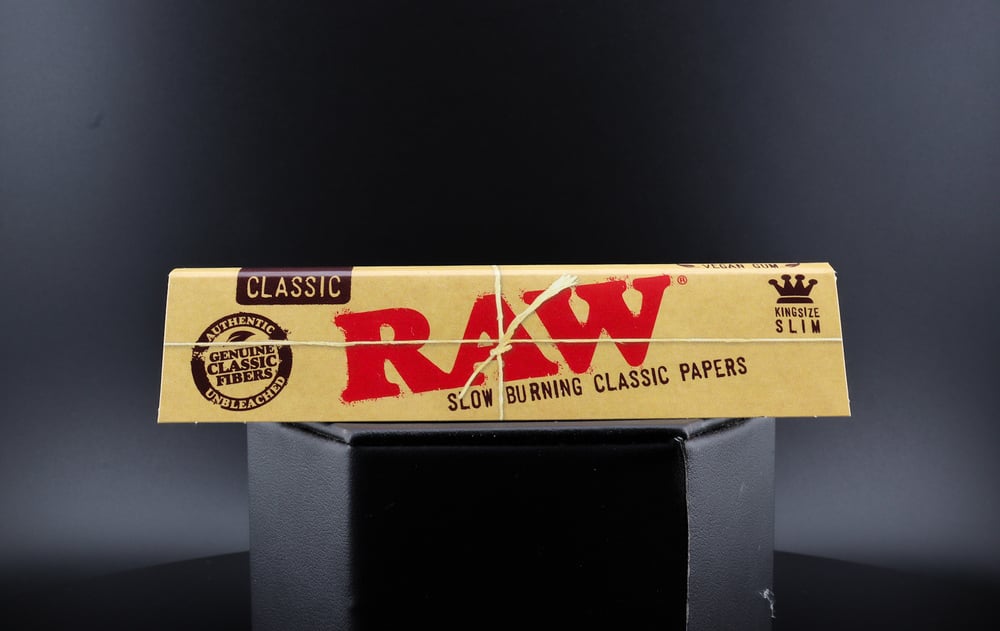 CLASSIC
VEGAN GUM
AUTHENTIC
GENUINE
CLASSIC
FIBERS
UNBLEACHED
RAW®
SLOW BURNING CLASSIC PAPERS
KINGSIZE
SLIM